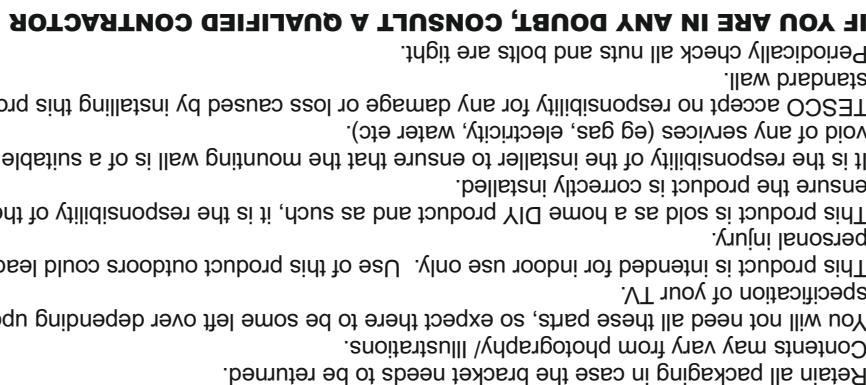 Retain all packaging in case the bracket needs to be returned.
Contents may vary from photography/ Illustrations.
You will not need all these parts, so expect there to be some left over depending upo
specification of your TV.
This product is intended for indoor use only. Use of this product outdoors could lead
personal injury.
This product is sold as a home DIY product and as such, it is the responsibility of the
ensure the product is correctly installed.
It is the responsibility of the installer to ensure that the mounting wall is of a suitable
void of any services (eg gas, electricity, water etc).
TESCO accept no responsibility for any damage or loss caused by installing this pro
standard wall.
Periodically check all nuts and bolts are tight.
IF YOU ARE IN ANY DOUBT, CONSULT A QUALIFIED CONTRACTOR